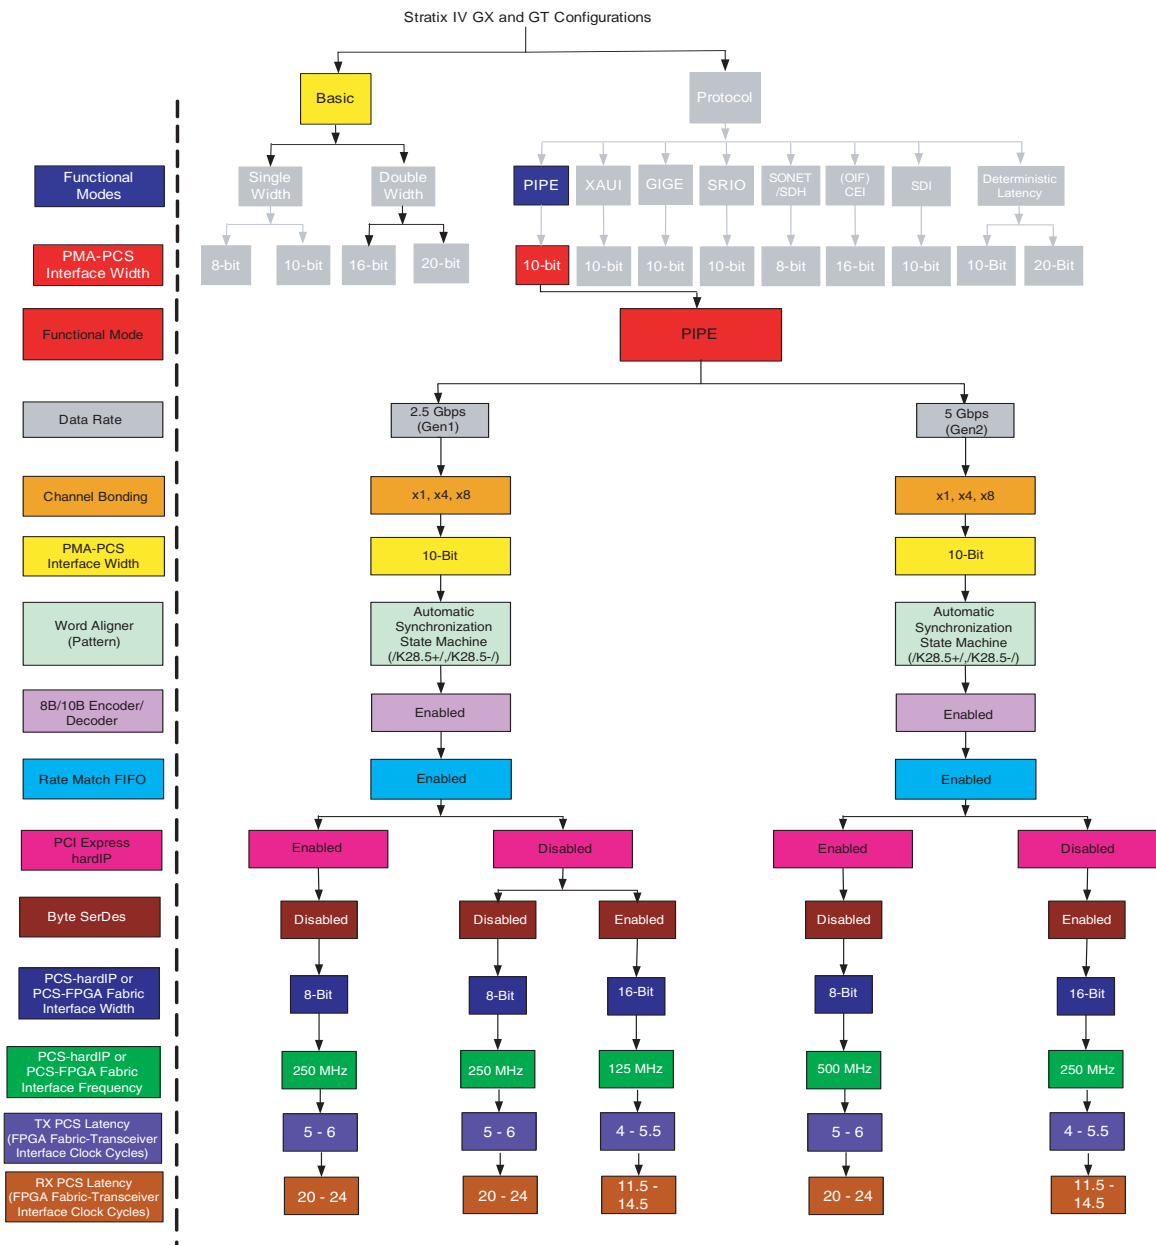 Stratix IV GX and GT Configurations
Basic
Protocol
Functional
Modes
Single
Width
Double
Width
PIPE
XAUI
GIGE
SRIO
SONET
/SDH
(OIF)
CEI
SDI
Deterministic
Latency
PMA-PCS
Interface Width
8-bit
10-bit
16-bit
20-bit
10-bit
10-bit
10-bit
10-bit
8-bit
16-bit
10-bit
10-Bit
20-Bit
Functional Mode
PIPE
Data Rate
2.5 Gbps
(Gen1)
5 Gbps
(Gen2)
Channel Bonding
x1, x4, x8
x1, x4, x8
PMA-PCS
Interface Width
10-Bit
10-Bit
Word Aligner
(Pattern)
Automatic
Synchronization
State Machine
(/K28.5+/,/K28.5-/)
Automatic
Synchronization
State Machine
(/K28.5+/,/K28.5-/)
8B/10B Encoder/
Decoder
Enabled
Enabled
Rate Match FIFO
Enabled
Enabled
PCI Express
hardIP
Enabled
Disabled
Enabled
Disabled
Byte SerDes
Disabled
Disabled
Enabled
Disabled
Enabled
PCS-hardIP or
PCS-FPGA Fabric
Interface Width
8-Bit
8-Bit
16-Bit
8-Bit
16-Bit
PCS-hardIP or
PCS-FPGA Fabric
Interface Frequency
250 MHz
250 MHz
125 MHz
500 MHz
250 MHz
TX PCS Latency
(FPGA Fabric-Transceiver
Interface Clock Cycles)
5 - 6
5 - 6
4 - 5.5
5 - 6
4 - 5.5
RX PCS Latency
(FPGA Fabric-Transceiver
Interface Clock Cycles)
20 - 24
20 - 24
11.5 -
14.5
20 - 24
11.5 -
14.5